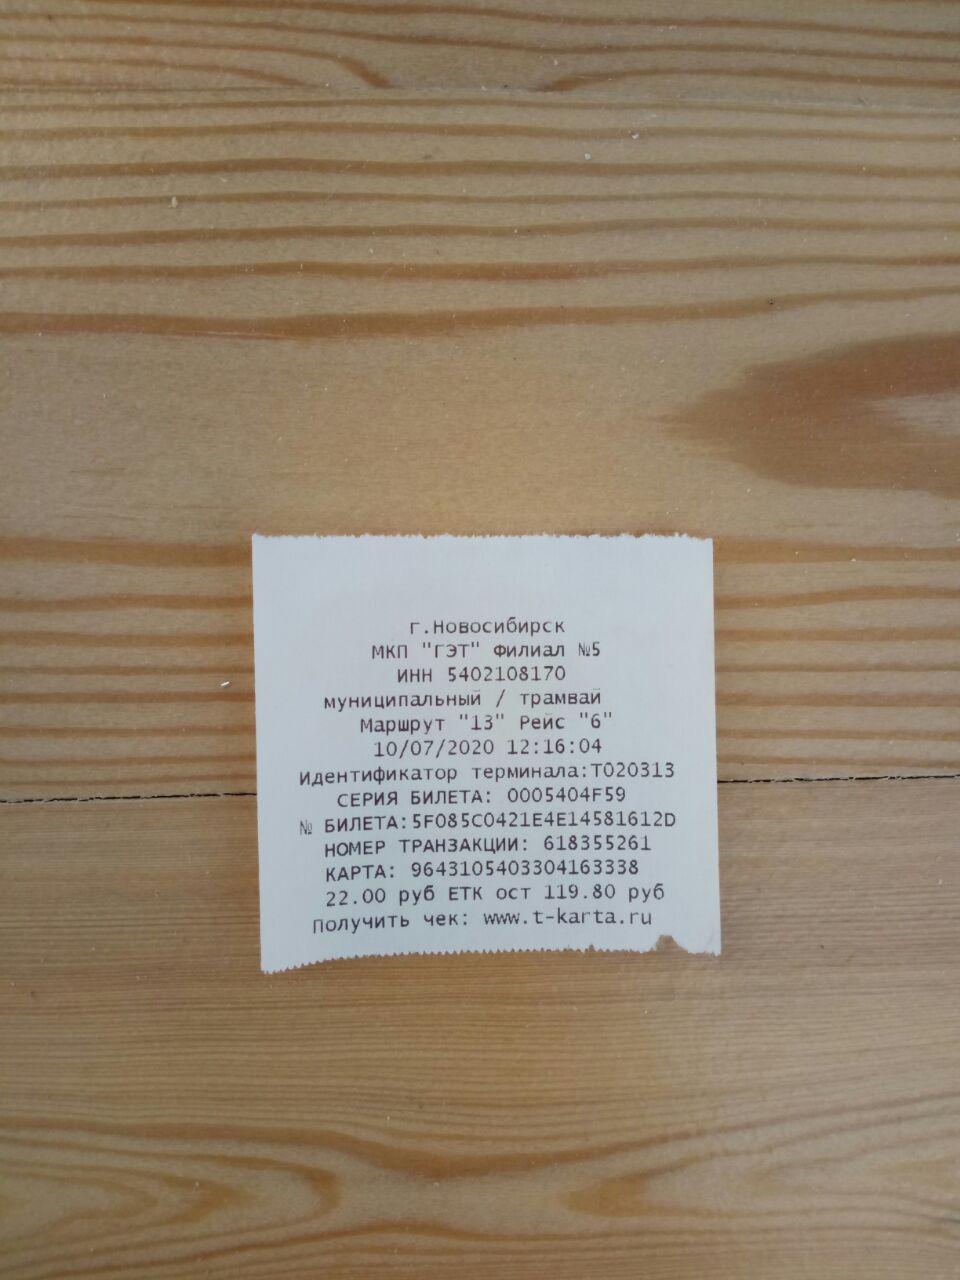 г.Новосибирск
МКП "ГЭТ" Филиал №5
ИНН 5402108170
муниципальный / трамвай
Маршрут "13" Рейс "6"
10/07/2020 12:16:04
идентификатор терминала:T020313
СЕРИЯ БИЛЕТА: 0005404F59
№ БИЛЕТА:5F085C0421E4E14581612D
НОМЕР ТРАНЗАКЦИИ: 618355261
КАРТА: 9643105403304163338
22.00 руб ЕТК ост 119.80 руб
Получить чек: www.t-karta.ru